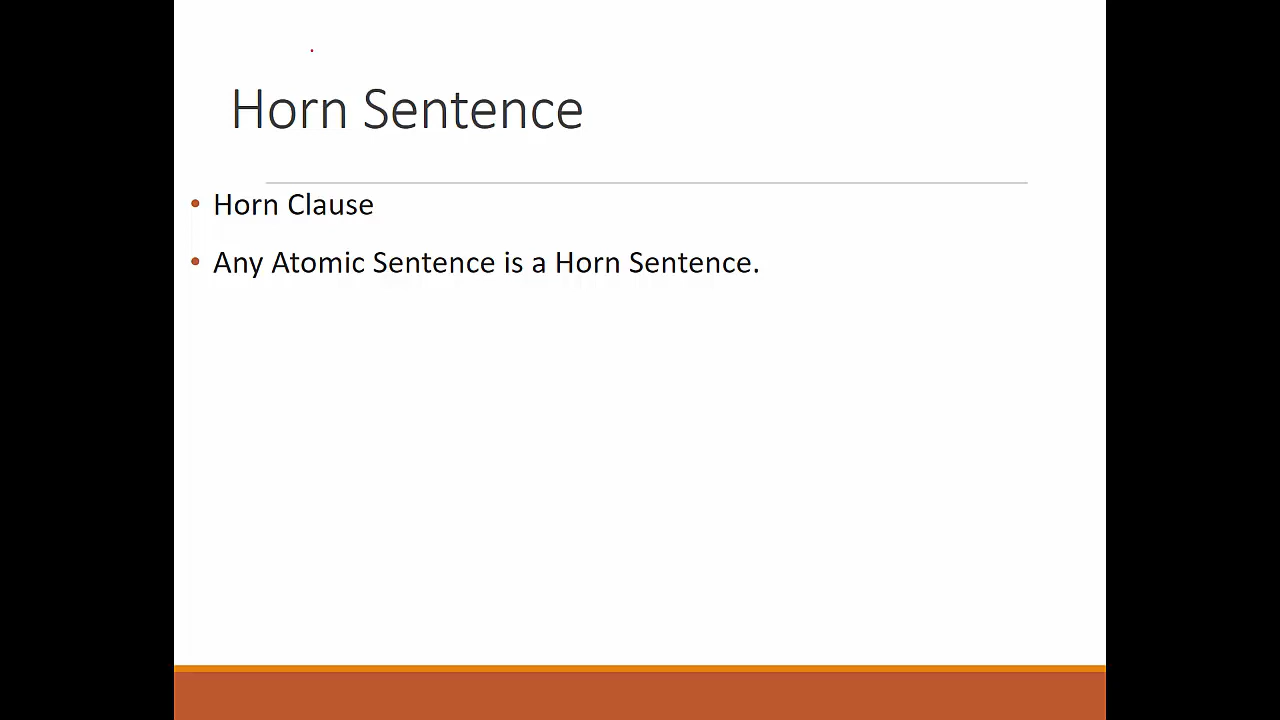 Horn Sentence
• Horn Clause
• Any Atomic Sentence is a Horn Sentence.